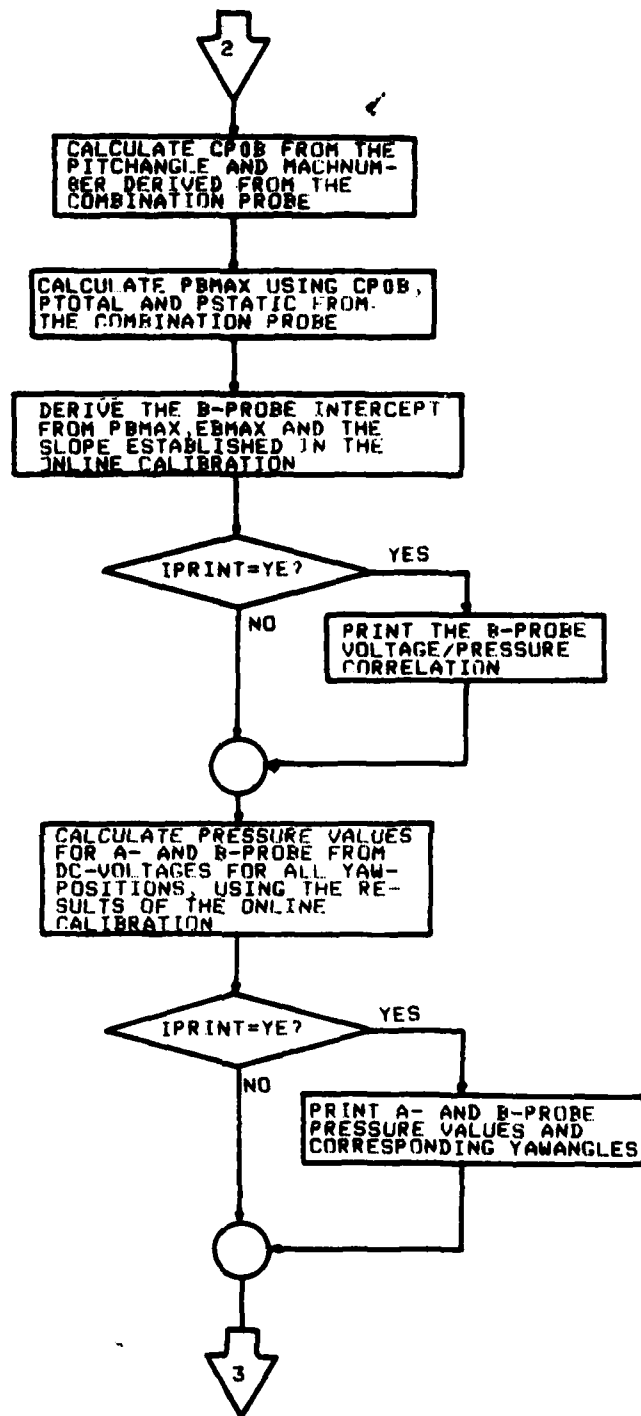 2
CALCULATE CP0B FROM THE
PITCHANGLE AND MACHNUM-
BER DERIVED FROM THE
COMBINATION PROBE
CALCULATE PBMAX USING CP0B,
PTOTAL AND PSTATIC FROM
THE COMBINATION PROBE
DERIVE THE B-PROBE INTERCEPT
FROM PBMAX,EBMAX AND THE
SLOPE ESTABLISHED IN THE
ONLINE CALIBRATION
IPRINT=YE?
YES
NO
PRINT THE B-PROBE
VOLTAGE/PRESSURE
CORRELATION
CALCULATE PRESSURE VALUES
FOR A- AND B-PROBE FROM
DC-VOLTAGES FOR ALL YAW-
POSITIONS, USING THE RE-
SULTS OF THE ONLINE
CALIBRATION
IPRINT=YE?
YES
NO
PRINT A- AND B-PROBE
PRESSURE VALUES AND
CORRESPONDING YAWANGLES
3